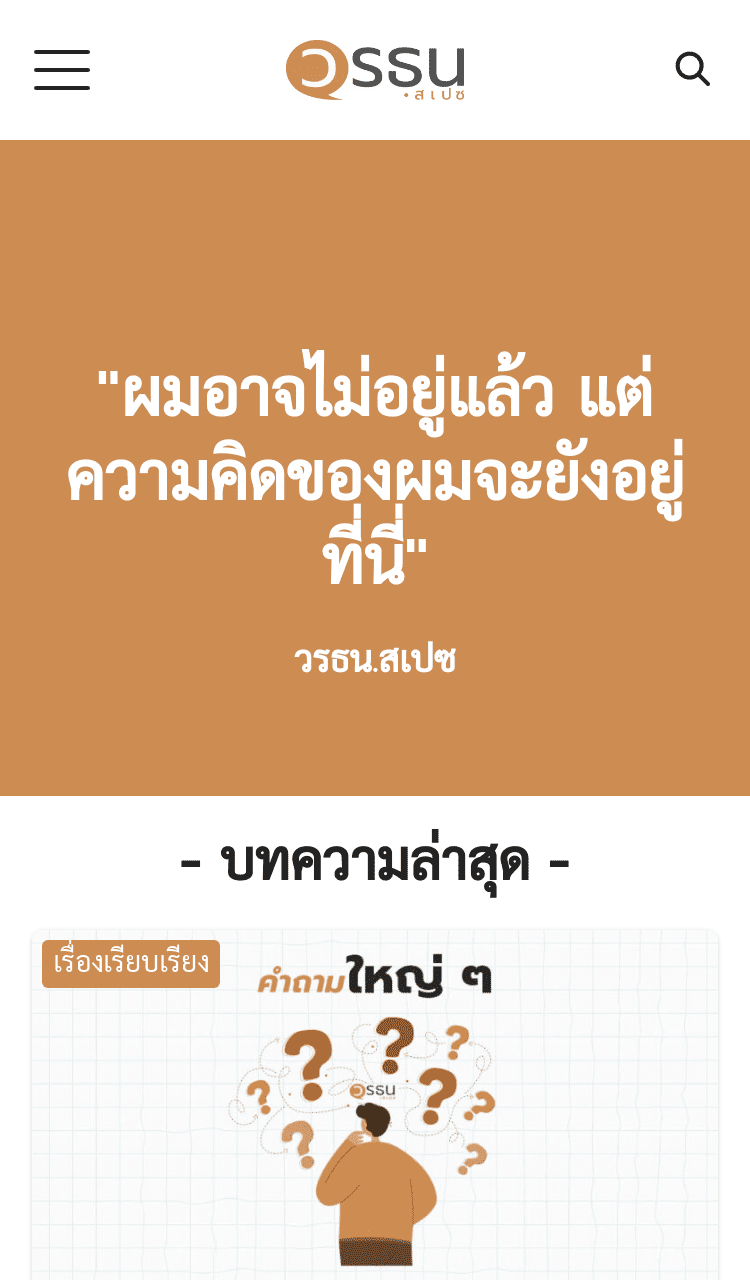 วรรณ
•สเปซ
"ผมอาจไม่อยู่แล้ว แต่
ความคิดของผมจะยังอยู่
ที่นี่"
วรธน.สเปซ
- บทความล่าสุด -
เรื่องเรียบเรียง
คำถามใหญ่ ๆ
? ? ? ? ? ? ? ?
วรธน